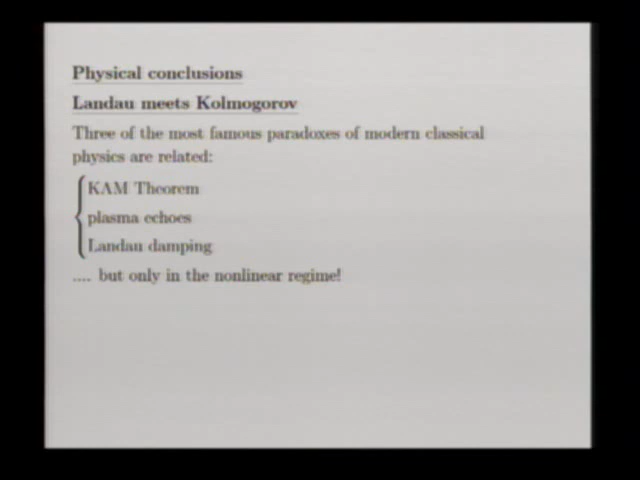 Physical conclusions
Landau meets Kolmogorov
Three of the most famous paradoxes of modern classical
physics are related:
KAM Theorem
plasma echoes
Landau damping
.... but only in the nonlinear regime!